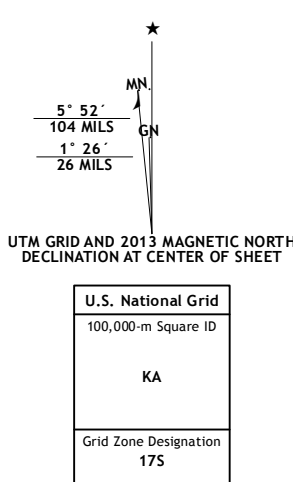 ★
MN.
5° 52´
104 MILS
GN
1° 26´
26 MILS
UTM GRID AND 2013 MAGNETIC NORTH
DECLINATION AT CENTER OF SHEET
U.S. National Grid
100,000-m Square ID
KA
Grid Zone Designation
17S